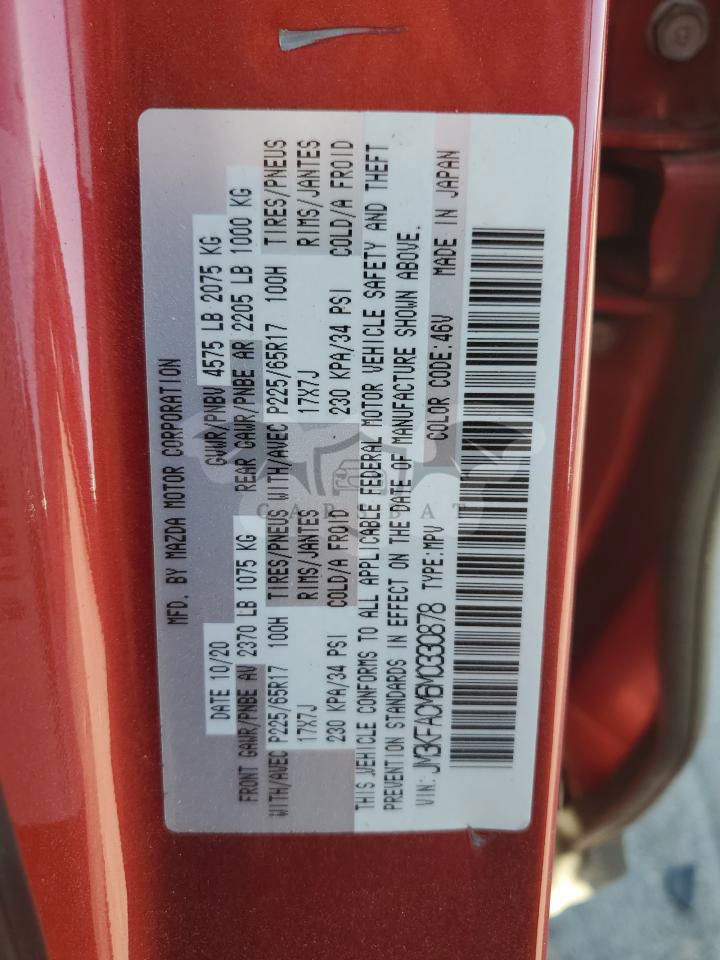 MFD. BY MAZDA MOTOR CORPORATION
DATE 10/20 GVWR/PNBV 4575 LB 2075 KG
FRONT GAWR/PNBE AV 2370 LB 1075 KG REAR GAWR/PNBE AR 2205 LB 1000 KG
WITH/AVEC P225/65R17 100H TIRES/PNEUS WITH/AVEC P225/65R17 100H TIRES/PNEUS
17X7J RIMS/JANTES 17X7J RIMS/JANTES
230 KPA/34 PSI COLD/A FROID 230 KPA/34 PSI COLD/A FROID
THIS VEHICLE CONFORMS TO ALL APPLICABLE FEDERAL MOTOR VEHICLE SAFETY AND THEFT
PREVENTION STANDARDS IN EFFECT ON THE DATE OF MANUFACTURE SHOWN ABOVE.
VIN: JM3KFACM6M0330878 TYPE:MPV COLOR CODE:46V MADE IN JAPAN